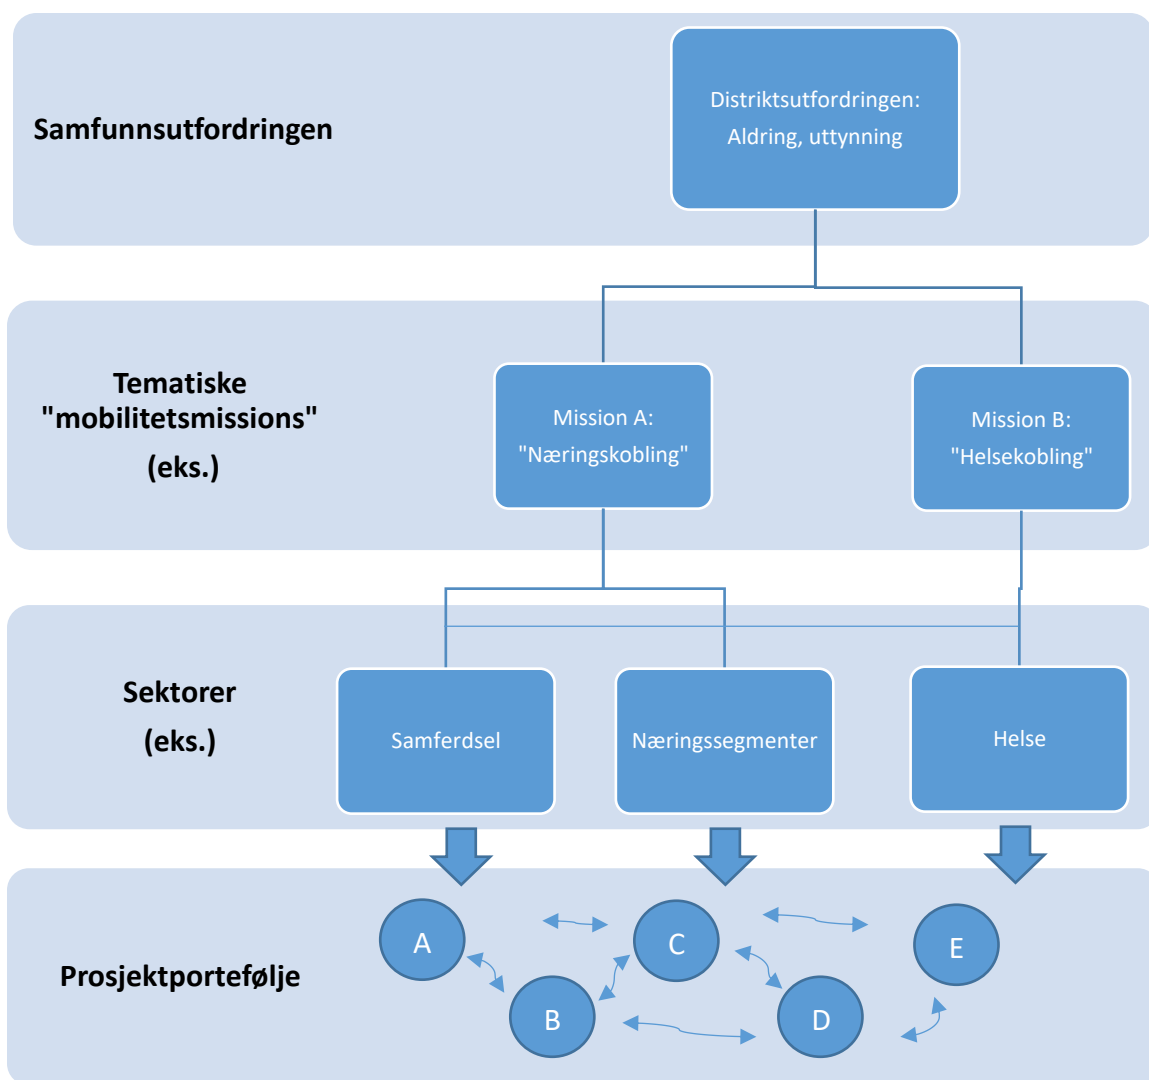 Samfunnsutfordringen
Distriktsutfordringen:
Aldring, uttynning
Tematiske
"mobilitetsmissions"
(eks.)
Mission A:
"Næringskobling"
Mission B:
"Helsekobling"
Sektorer
(eks.)
Samferdsel
Næringssegmenter
Helse
Prosjektportefølje
A
B
C
D
E